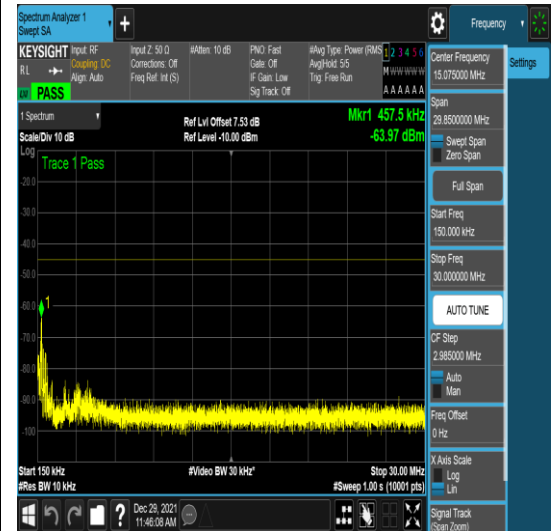 Spectrum Analyzer 1
Swept SA
+
Frequency
KEYSIGHT
Input: RF
Input Z: 50 Ω
#Atten: 10 dB
PNO: Fast
#Avg Type: Power (RMS
1 2 3 4 5 6
R L
Coupling: DC
Corrections: Off
Gate: Off
Avg|Hold: 5/5
M W W W W W
Align: Auto
Freq Ref: Int (S)
IF Gain: Low
Trig: Free Run
PASS
Sig Track: Off
A A A A A A
1 Spectrum
Ref Lvl Offset 7.53 dB
Mkr1 457.5 kHz
Scale/Div 10 dB
Ref Level -10.00 dBm
-63.97 dBm
Log
Trace 1 Pass
-20.0
-30.0
-40.0
-50.0
-60.0
1
-70.0
-80.0
-90.0
-100
Start 150 kHz
#Video BW 30 kHz*
Stop 30.00 MHz
#Res BW 10 kHz
#Sweep 1.00 s (10001 pts)
?
Dec 29, 2021
11:46:08 AM
Center Frequency
15.075000 MHz
Settings
Span
29.8500000 MHz
Swept Span
Zero Span
Full Span
Start Freq
150.000 kHz
Stop Freq
30.000000 MHz
AUTO TUNE
CF Step
2.985000 MHz
Auto
Man
Freq Offset
0 Hz
X Axis Scale
Log
Lin
Signal Track
(Span Zoom)